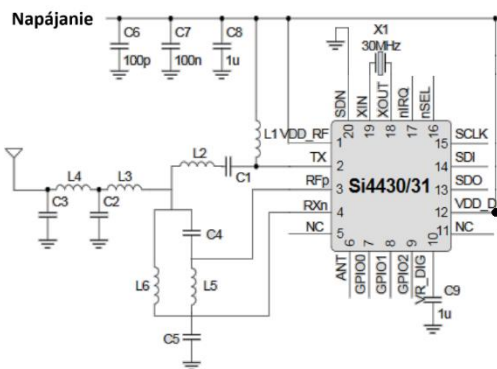 Napájanie
C6
100p
C7
100n
C8
1u
X1
30MHz
SDN
XIN
XOUT
nIRQ
nSEL
20
19
18
17
16
L1
VDD_RF
1
TX
2
RFp
3
RXn
4
NC
5
Si4430/31
15
SCLK
14
SDI
13
SDO
12
VDD_D
11
NC
6
7
8
9
10
ANT
GPIO0
GPIO1
GPIO2
VR_DIG
C9
1u
L2
C1
L4
L3
C3
C2
C4
L6
L5
C5